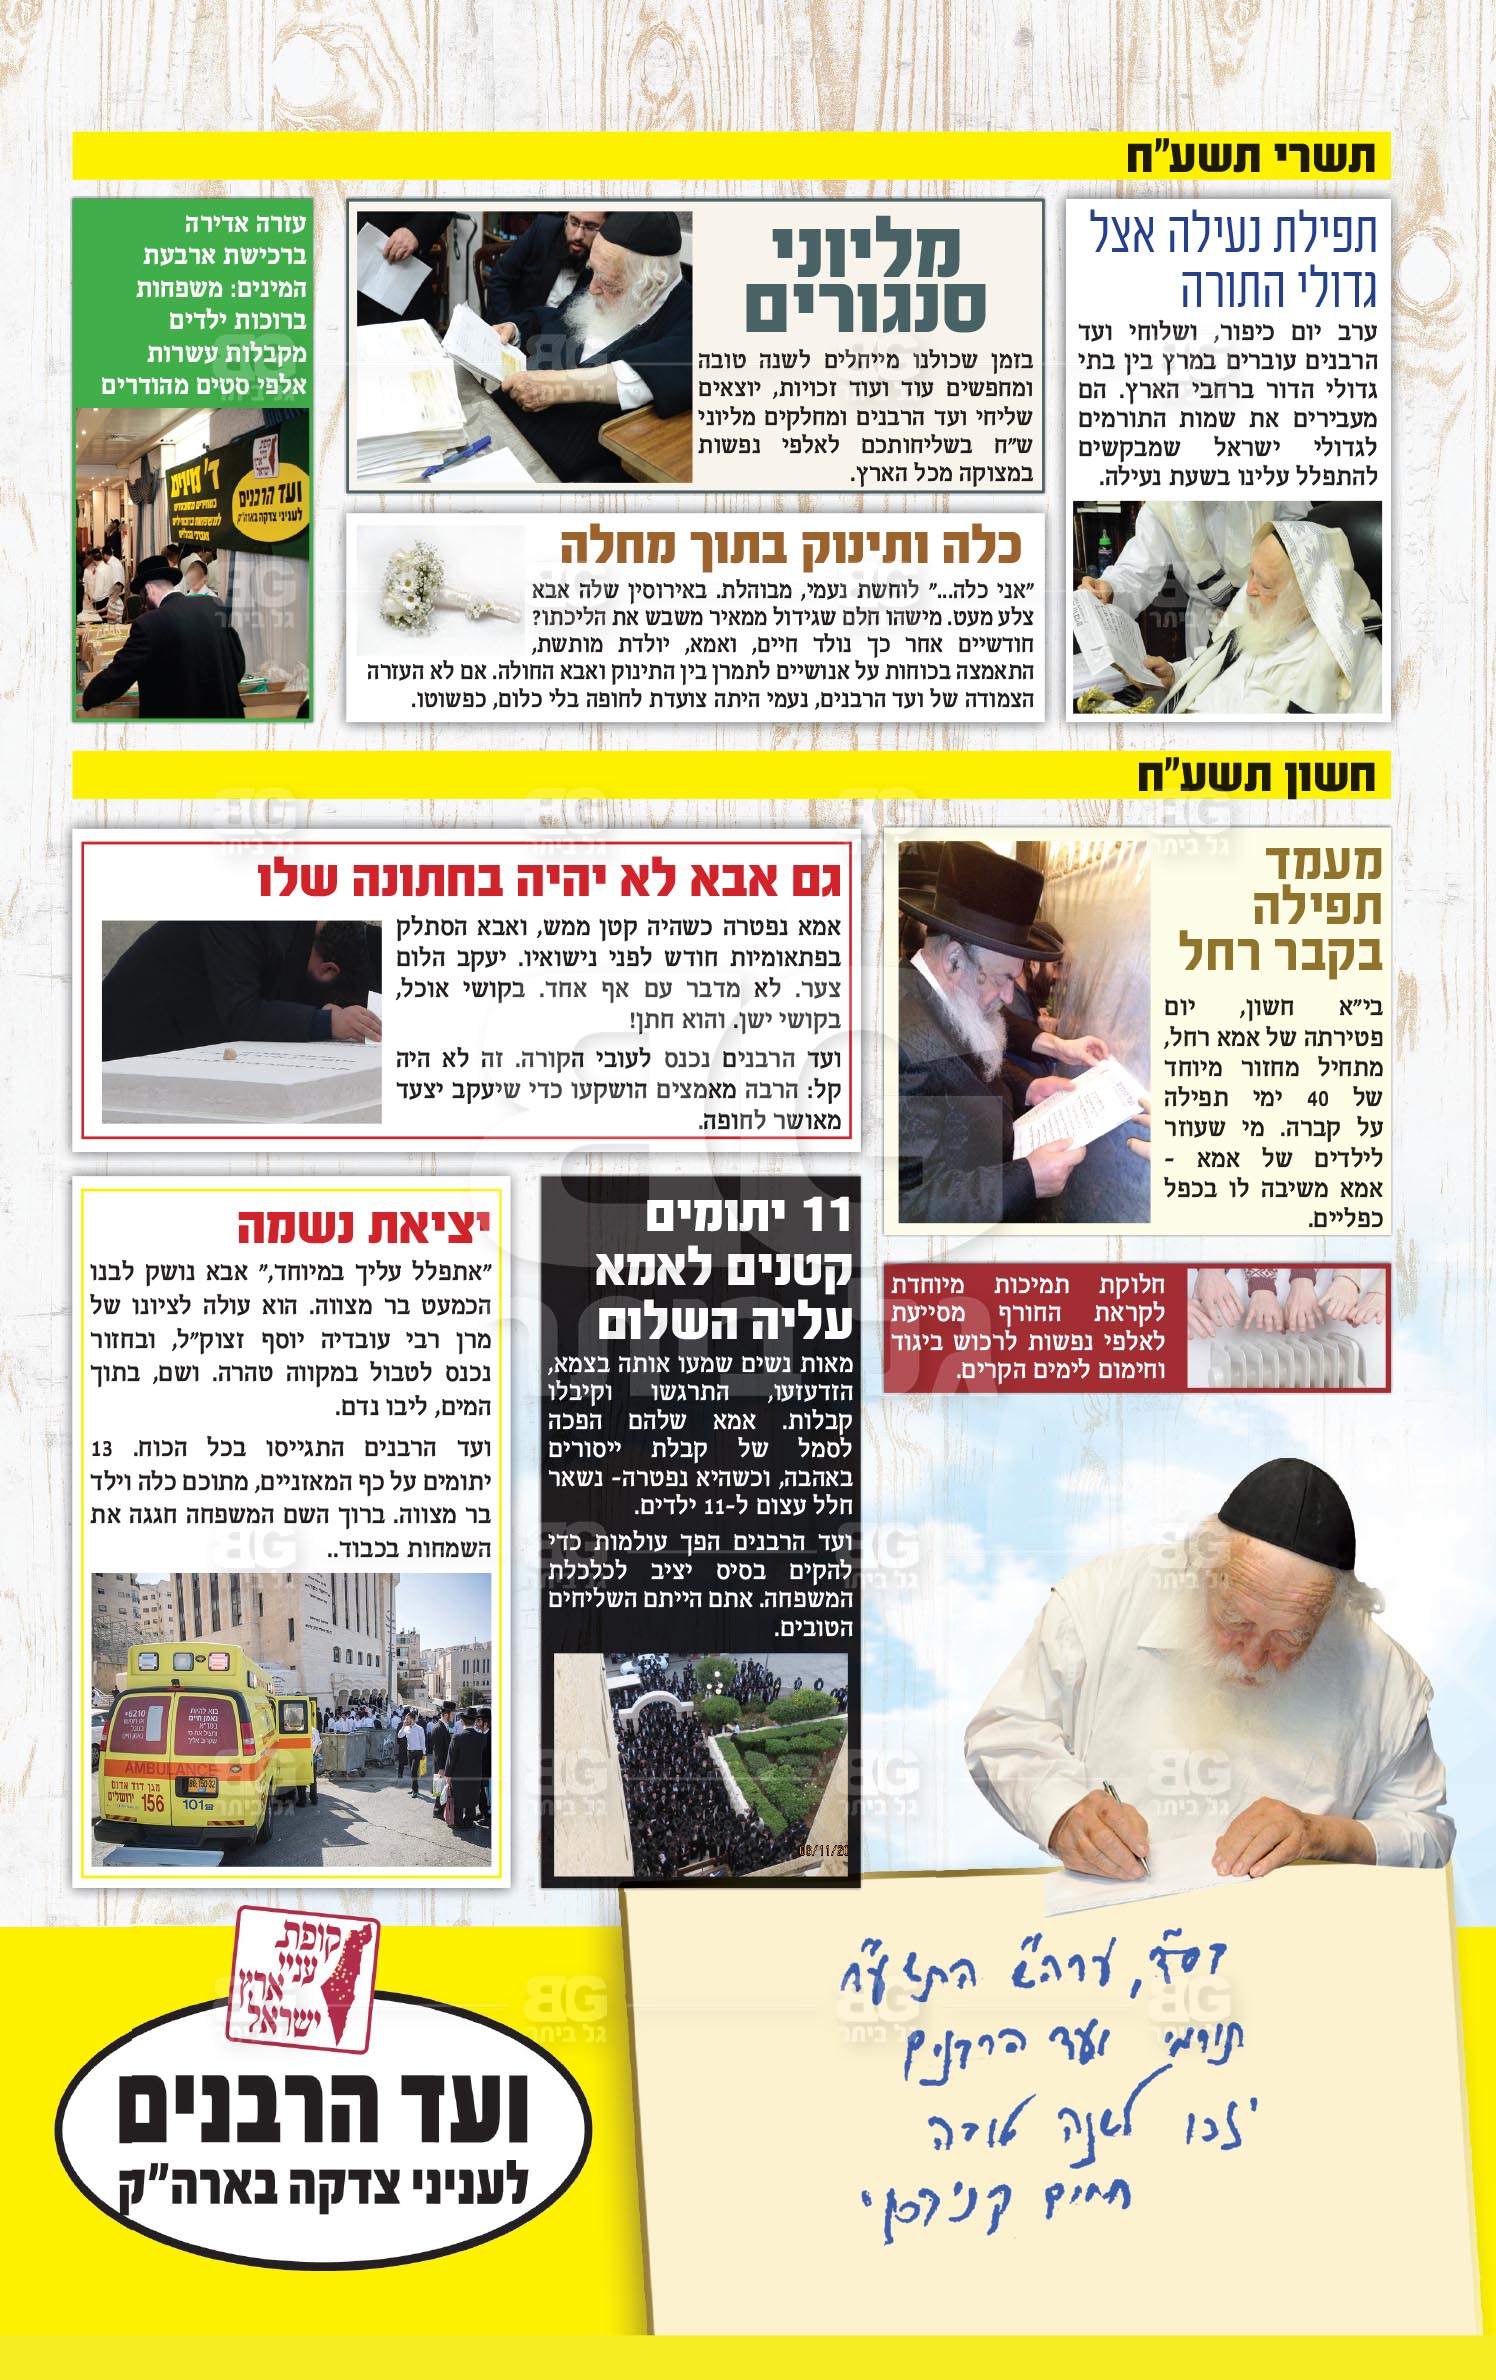 תשרי תשע"ח
תפילת נעילה אצל
גדולי התורה
ערב יום כיפור, ושלוחי ועד
הרבנים עוברים במרץ בין בתי
גדולי הדור ברחבי הארץ. הם
מעבירים את שמות התורמים
לגדולי ישראל שמבקשים
להתפלל עלינו בשעת נעילה.
מליוני
סנגורים
בזמן שכולנו מייחלים לשנה טובה
ומחפשים עוד ועוד זכויות, יוצאים
שליחי ועד הרבנים ומחלקים מליוני
ש"ח בשליחותכם לאלפי נפשות
במצוקה מכל הארץ.
כלה ותינוק בתוך מחלה
"אני כלה..." לוחשת נעמי, מבוהלת. באירוסין שלה אבא
צלע מעט. מישהו חלם שגידול ממאיר משבש את הליכתו?
חודשיים אחר כך נולד חיים, ואמא, יולדת מותשת,
התאמצה בכוחות על אנושיים לתמרן בין התינוק ואבא החולה. אם לא העזרה
הצמודה של ועד הרבנים, נעמי היתה צועדת לחופה בלי כלום, כפשוטו.
עזרה אדירה
ברכישת ארבעת
המינים: משפחות
ברוכות ילדים
מקבלות עשרות
אלפי סטים מהודרים
ד' מינים
ועד הרבנים
לעניני צדקה בארה"ק
חשון תשע"ח
מעמד
תפילה
בקבר רחל
בי"א חשון, יום
פטירתה של אמא רחל,
מתחיל מחזור מיוחד
של 40 ימי תפילה
על קברה. מי שעוזר
לילדים של אמא -
אמא משיבה לו בכפל
כפליים.
חלוקת תמיכות מיוחדת
לקראת החורף מסייעת
לאלפי נפשות לרכוש ביגוד
וחימום לימים הקרים.
גם אבא לא יהיה בחתונה שלו
אמא נפטרה כשהיה קטן ממש, ואבא הסתלק
בפתאומיות חודש לפני נישואיו. יעקב הלום
צער. לא מדבר עם אף אחד. בקושי אוכל,
בקושי ישן. והוא חתן!
ועד הרבנים נכנס לעובי הקורה. זה לא היה
קל: הרבה מאמצים הושקעו כדי שיעקב יצעד
מאושר לחופה.
11 יתומים
קטנים לאמא
עליה השלום
מאות נשים שמעו אותה בצמא,
הזדעזעו, התרגשו וקיבלו
קבלות. אמא שלהם הפכה
לסמל של קבלת ייסורים
באהבה, וכשהיא נפטרה- נשאר
חלל עצום ל-11 ילדים.
ועד הרבנים הפך עולמות כדי
להקים בסיס יציב לכלכלת
המשפחה. אתם הייתם השליחים
הטובים.
08/11/20
יציאת נשמה
"אתפלל עליך במיוחד," אבא נושק לבנו
הכמעט בר מצווה. הוא עולה לציונו של
מרן רבי עובדיה יוסף זצוק"ל, ובחזור
נכנס לטבול במקווה טהרה. ושם, בתוך
המים, ליבו נדם.
ועד הרבנים התגייסו בכל הכוח. 13
יתומים על כף המאזניים, מתוכם כלה וילד
בר מצווה. ברוך השם המשפחה חגגה את
השמחות בכבוד..
AMBULANCE
מגן דוד אדום
ירושלים 156
101
*6210
קופת
עניי
ארץ
ישראל
ועד הרבנים
לעניני צדקה בארה"ק
בס"ד, ערה"א התשע"ח
תורמי ועד הרבנים
יזכו לשנה טובה
חיים קניבסקי
BG
גל ביתר